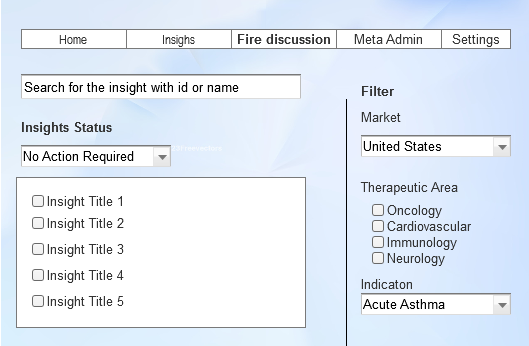 Home Insighs Fire discussion Meta Admin Settings
Search for the insight with id or name
Insights Status
No Action Required
Insight Title 1
Insight Title 2
Insight Title 3
Insight Title 4
Insight Title 5
Filter
Market
United States
Therapeutic Area
Oncology
Cardiovascular
Immunology
Neurology
Indicaton
Acute Asthma